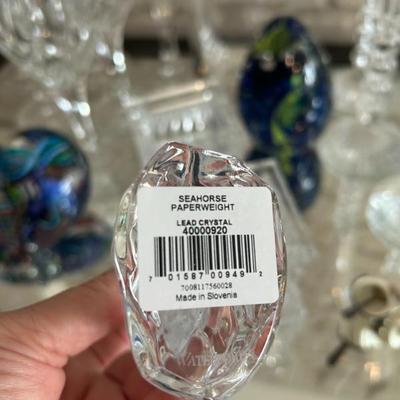 SEAHORSE
PAPERWEIGHT
LEAD CRYSTAL
40000920
7 01587 00949 2
7008117560028
Made in Slovenia